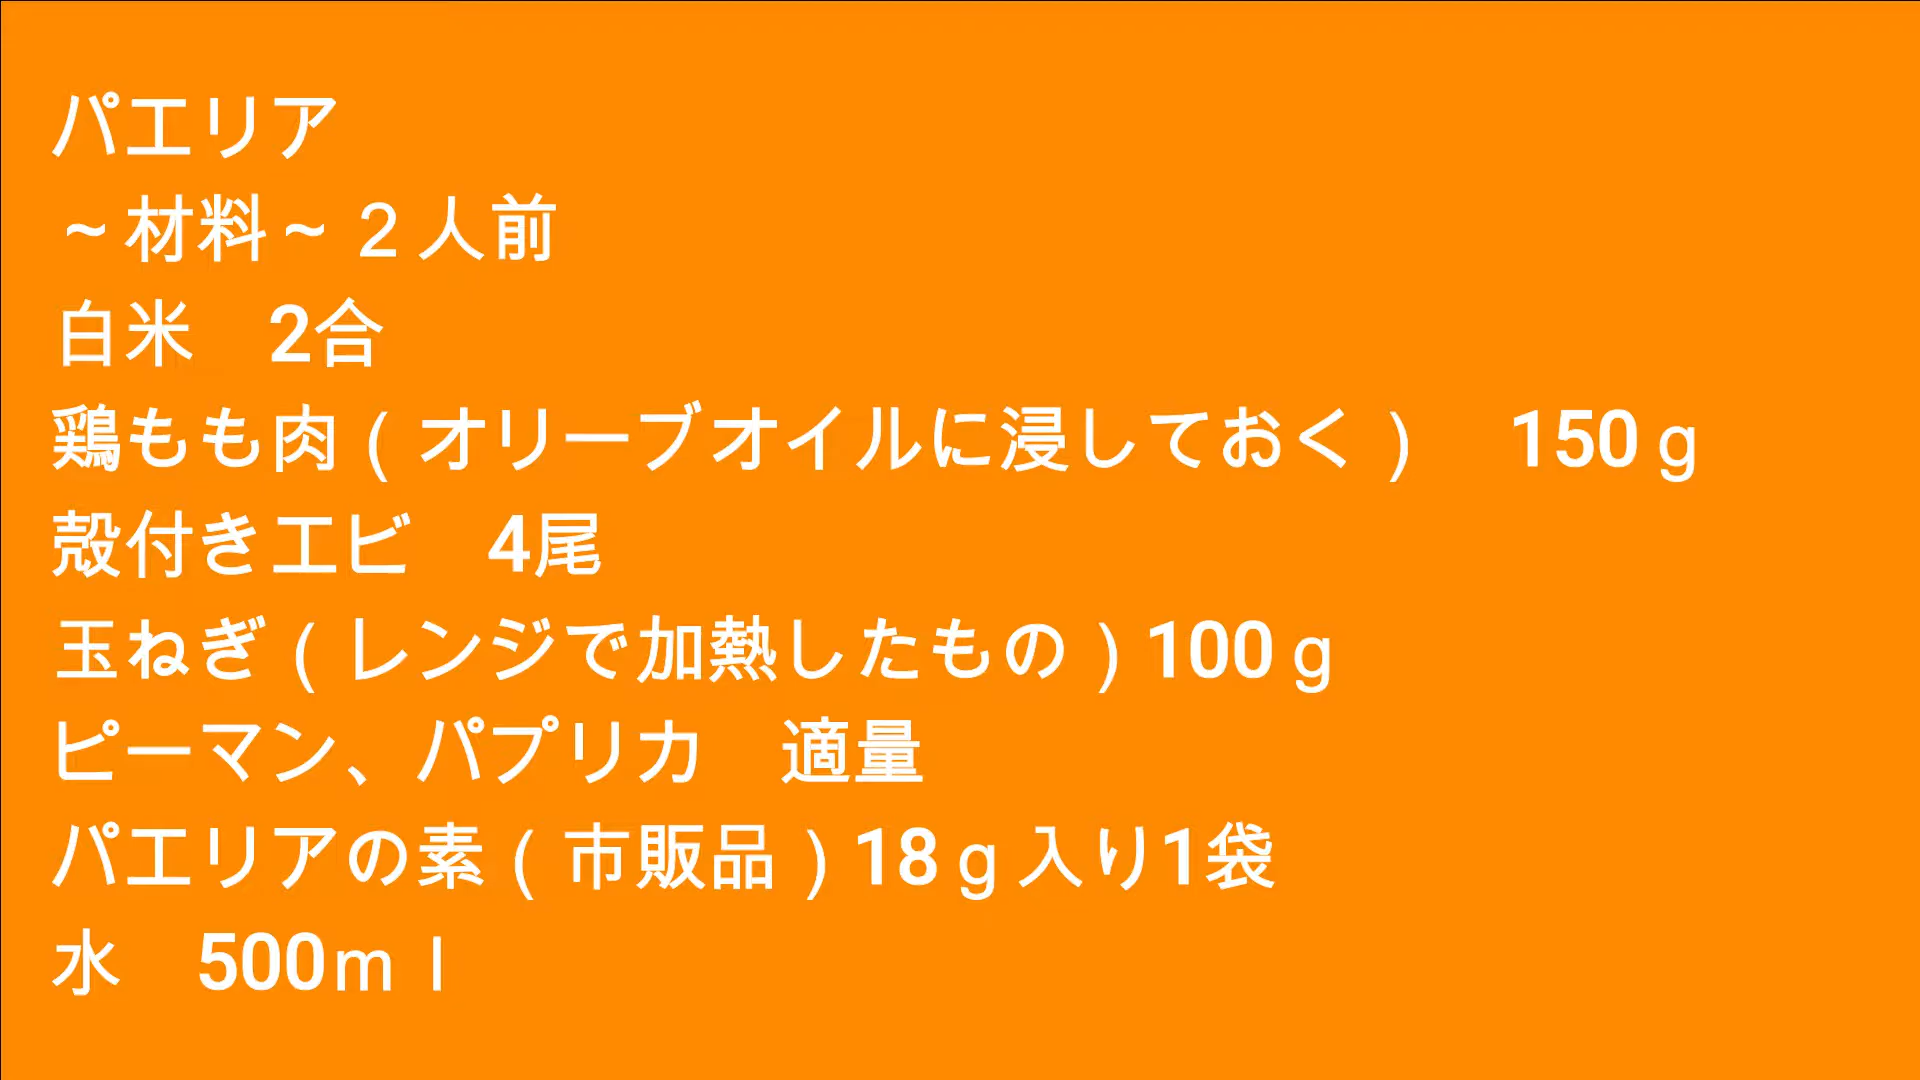 パエリア
～材料～２人前
白米　2合
鶏もも肉（オリーブオイルに浸しておく）　150ｇ
殻付きエビ　4尾
玉ねぎ（レンジで加熱したもの）100ｇ
ピーマン、パプリカ　適量
パエリアの素（市販品）18ｇ入り1袋
水　500ｍｌ